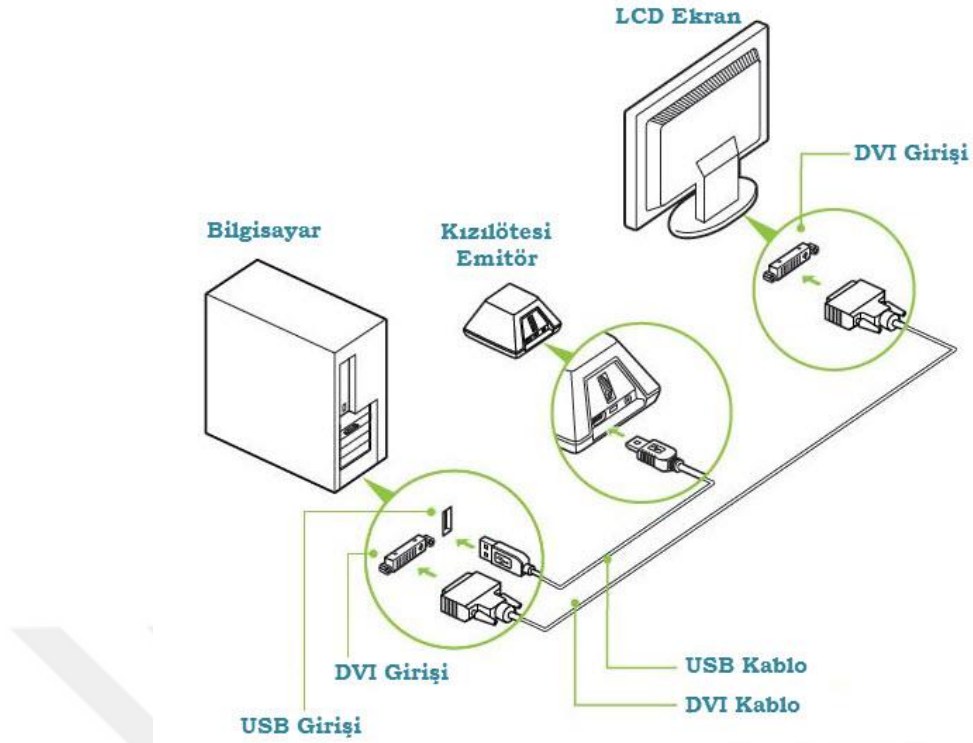 LCD Ekran
DVI Girişi
Bilgisayar
Kızılötesi
Emitör
DVI Girişi
USB Girişi
USB Kablo
DVI Kablo